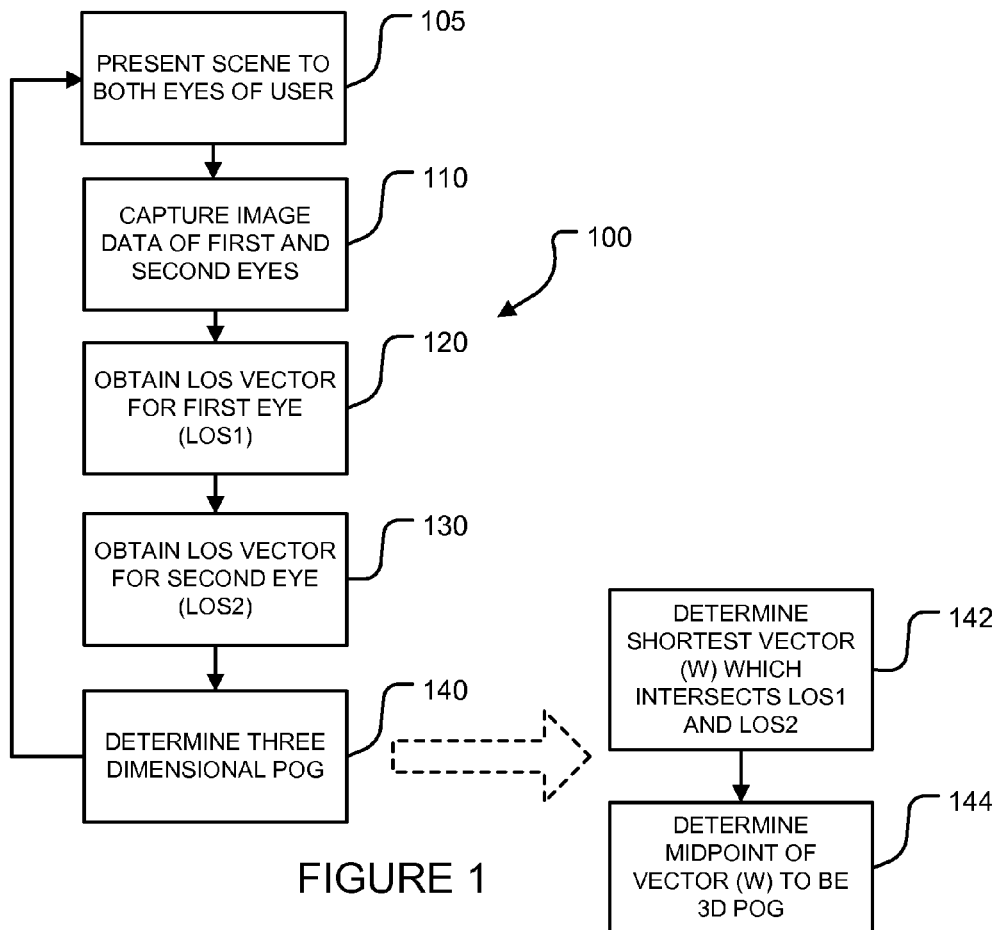 105
PRESENT SCENE TO
BOTH EYES OF USER
110
CAPTURE IMAGE
DATA OF FIRST AND
SECOND EYES
100
120
OBTAIN LOS VECTOR
FOR FIRST EYE
(LOS1)
130
OBTAIN LOS VECTOR
FOR SECOND EYE
(LOS2)
140
DETERMINE THREE
DIMENSIONAL POG
142
DETERMINE
SHORTEST VECTOR
(W) WHICH
INTERSECTS LOS1
AND LOS2
144
DETERMINE
MIDPOINT OF
VECTOR (W) TO BE
3D POG
FIGURE 1